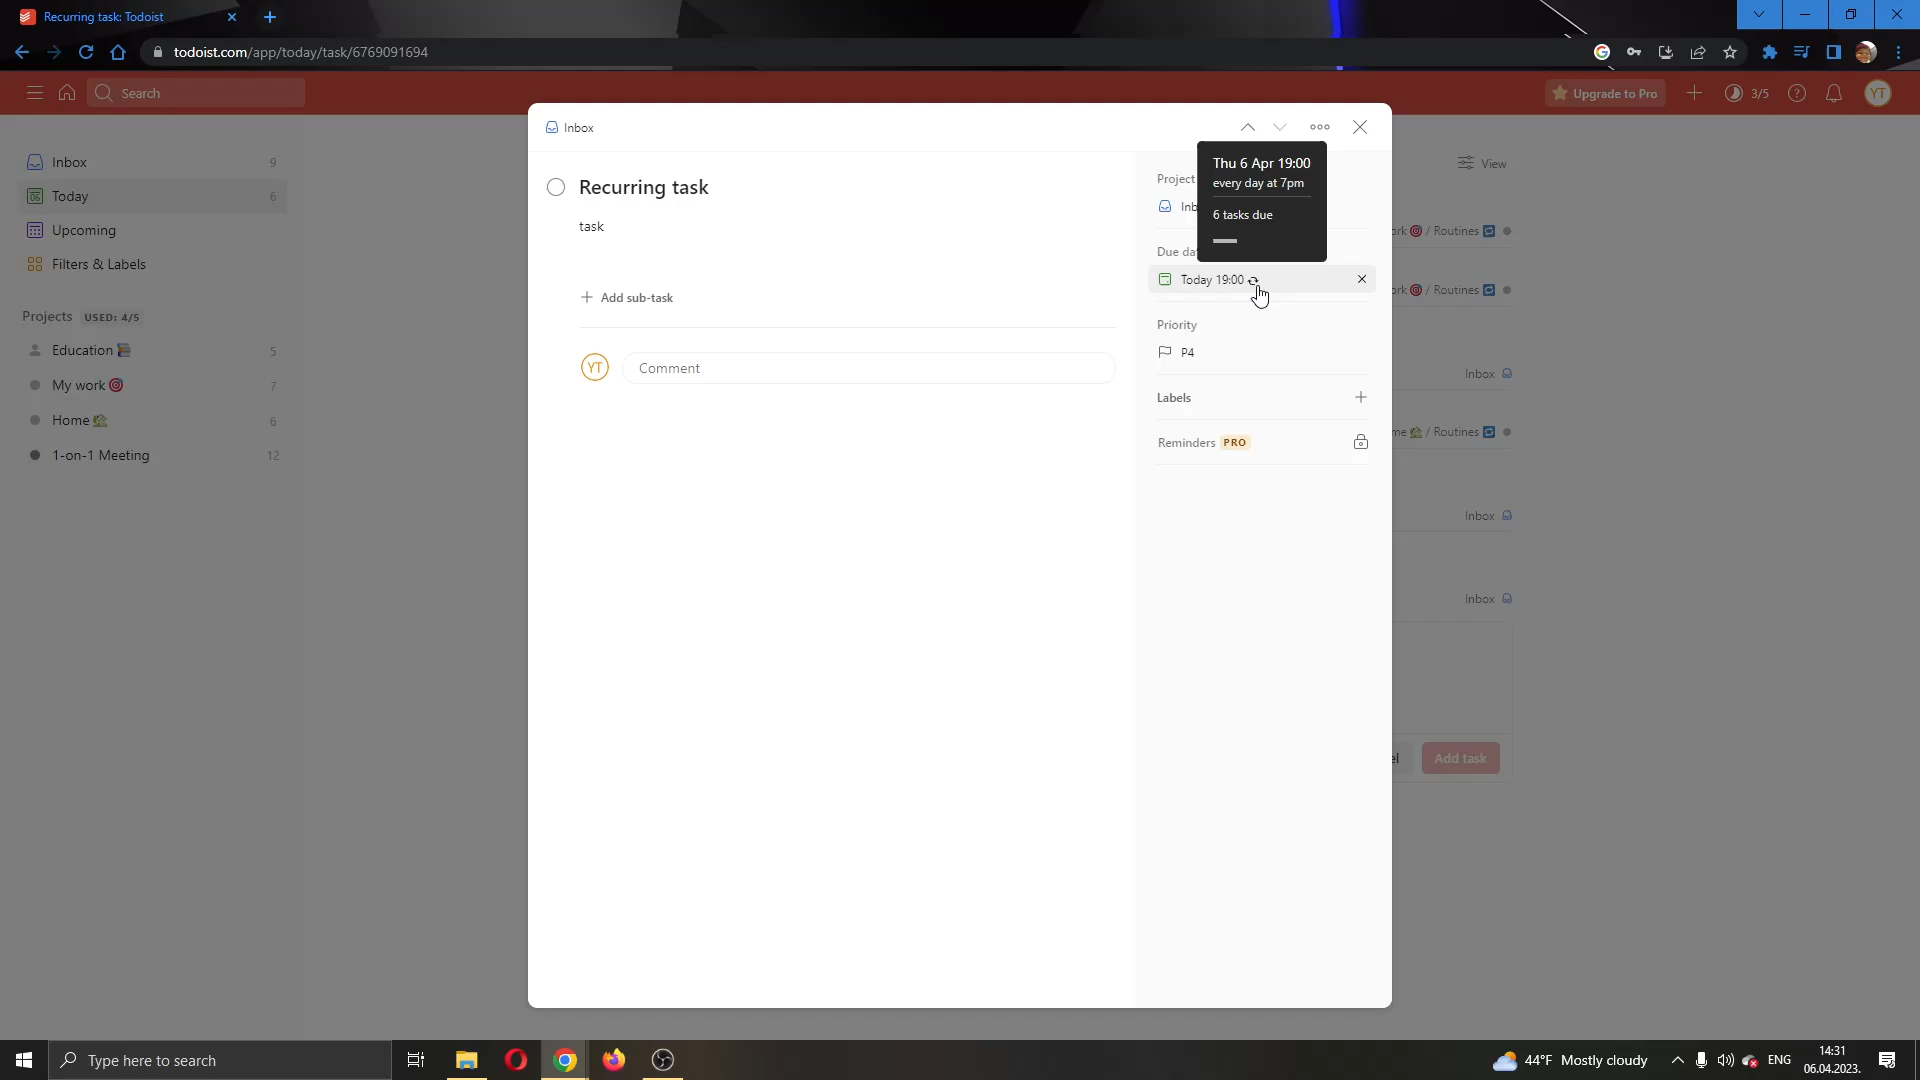 Recurring task: Todoist
todoist.com/app/today/task/6769091694
Search
Upgrade to Pro
3/5
YT
Inbox 9
Today 6
Upcoming
Filters & Labels
Projects USED: 4/5
Education 5
My work 7
Home 6
1-on-1 Meeting 12
View
Inbox
Recurring task
task
Add sub-task
YT
Comment
Project
Inb
Thu 6 Apr 19:00
every day at 7pm
6 tasks due
Due da
Today 19:00
Priority
P4
Labels
Reminders PRO
ork / Routines
ork / Routines
Inbox
me / Routines
Inbox
Inbox
el
Add task
Type here to search
44°F Mostly cloudy
ENG
14:31
06.04.2023.